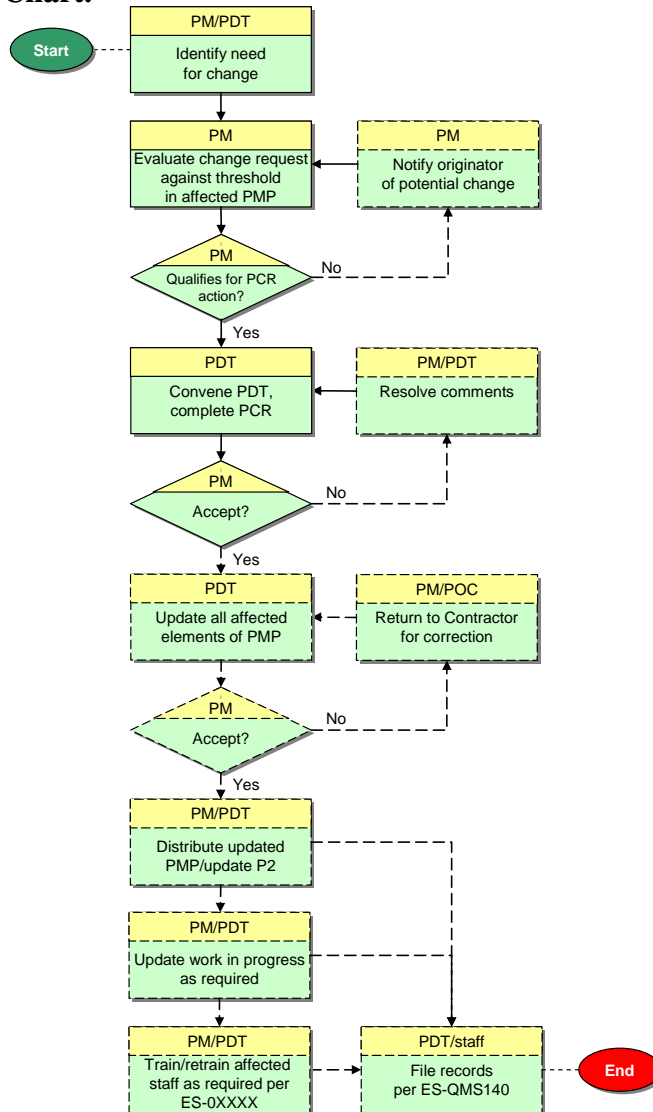 Chart.
PM/PDT
Start
Identify need
for change
PM
Evaluate change request
against threshold
in affected PMP
PM
Notify originator
of potential change
PM
Qualifies for PCR
action?
No
Yes
PDT
Convene PDT,
complete PCR
PM/PDT
Resolve comments
PM
Accept?
No
Yes
PDT
Update all affected
elements of PMP
PM/POC
Return to Contractor
for correction
PM
Accept?
No
Yes
PM/PDT
Distribute updated
PMP/update P2
PM/PDT
Update work in progress
as required
PM/PDT
Train/retrain affected
staff as required per
ES-0XXXX
PDT/staff
File records
per ES-QMS140
End